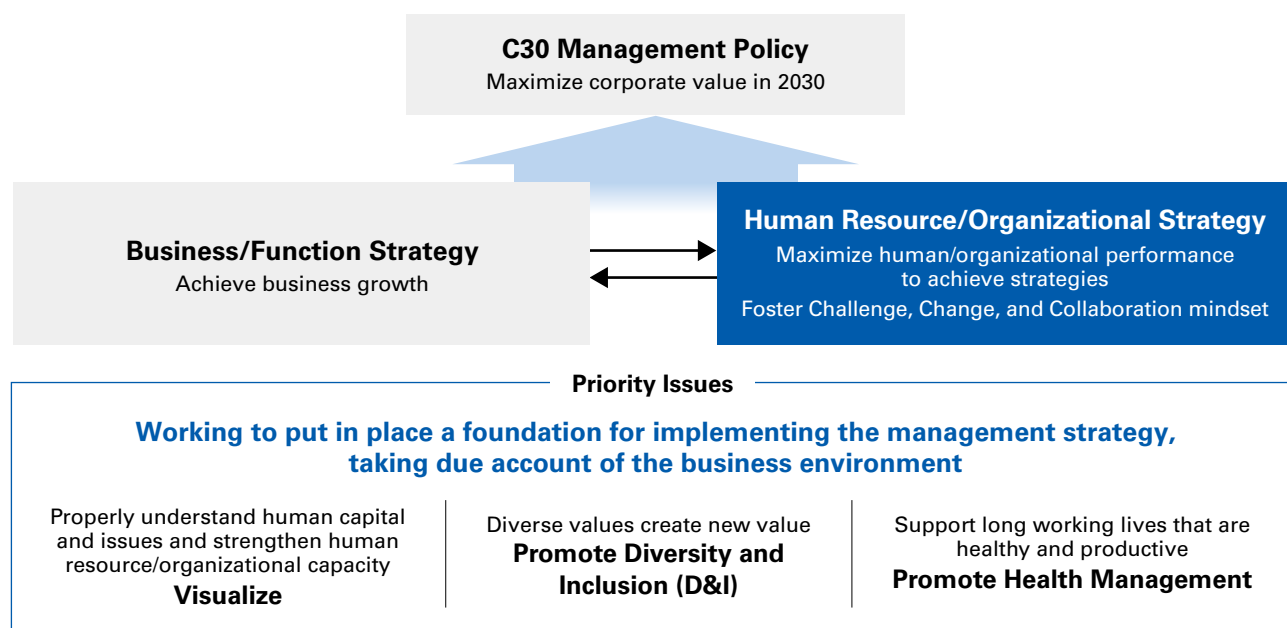 C30 Management Policy
Maximize corporate value in 2030
Business/Function Strategy
Achieve business growth
Human Resource/Organizational Strategy
Maximize human/organizational performance
to achieve strategies
Foster Challenge, Change, and Collaboration mindset
Priority Issues
Working to put in place a foundation for implementing the management strategy,
taking due account of the business environment
Properly understand human capital
and issues and strengthen human
resource/organizational capacity
Visualize
Diverse values create new value
Promote Diversity and
Inclusion (D&I)
Support long working lives that are
healthy and productive
Promote Health Management